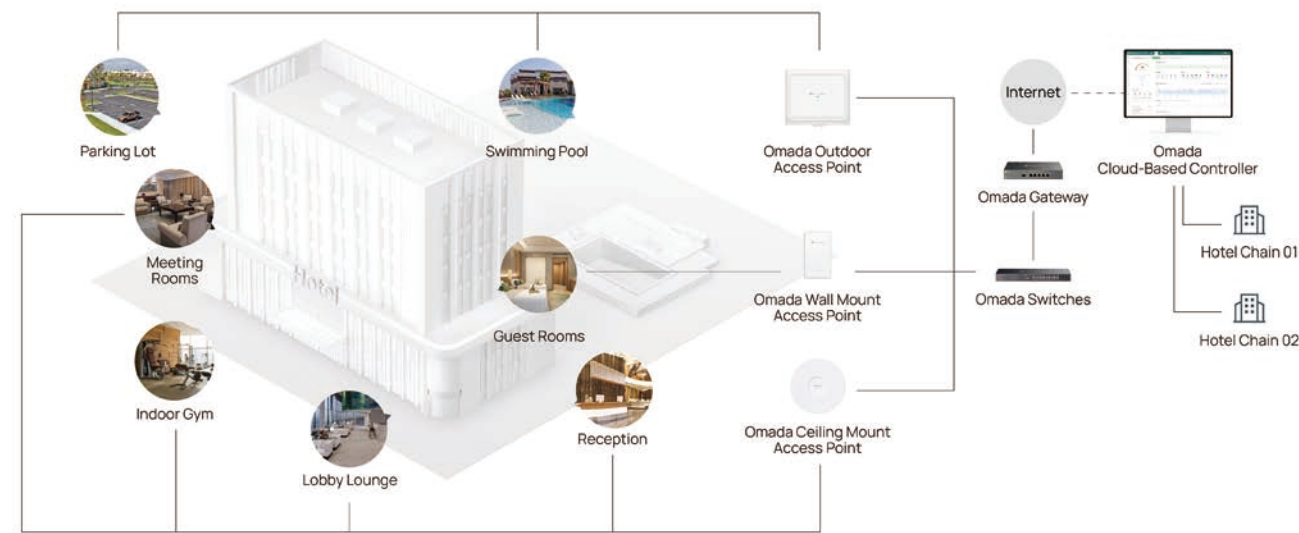 Parking Lot
Swimming Pool
Omada Outdoor
Access Point
Internet
Omada
Cloud-Based Controller
Omada Gateway
Meeting
Rooms
Hotel
Guest Rooms
Omada Wall Mount
Access Point
Omada Switches
Hotel Chain 01
Hotel Chain 02
Indoor Gym
Lobby Lounge
Reception
Omada Ceiling Mount
Access Point